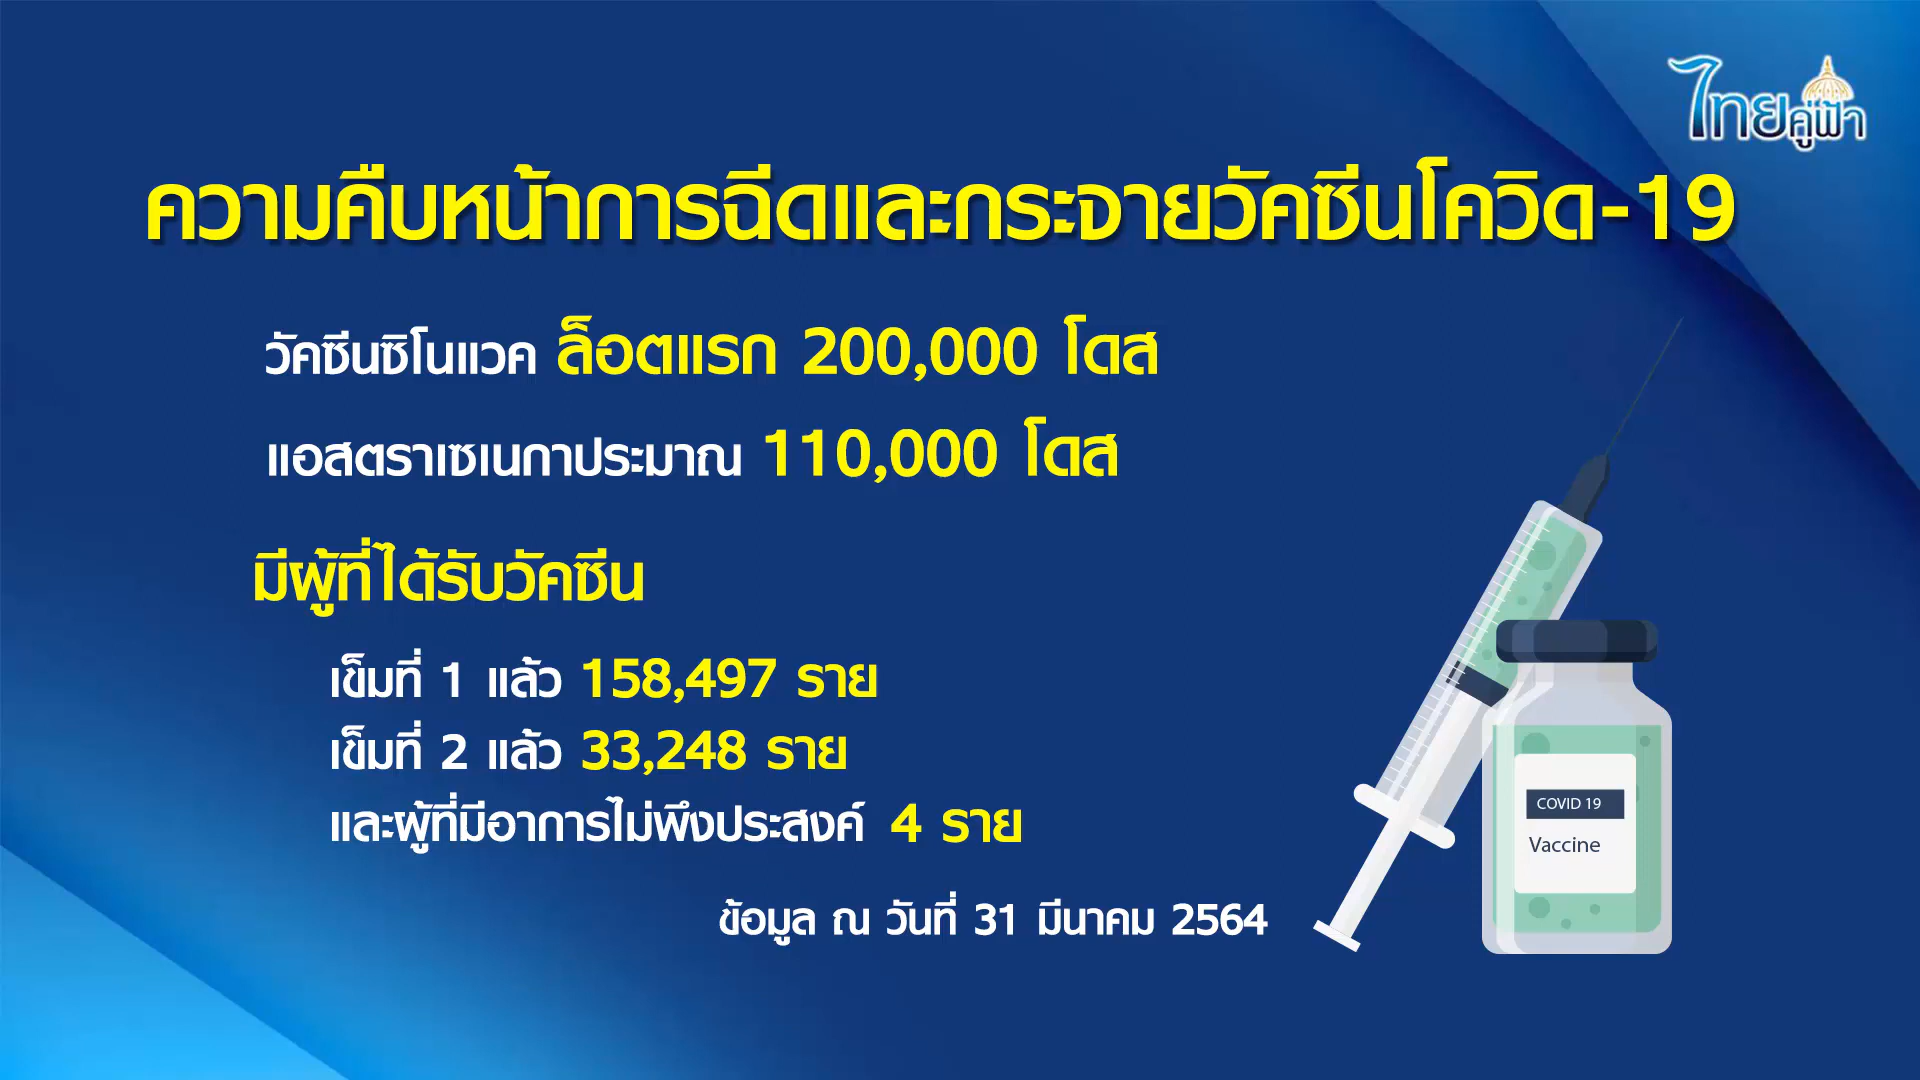 ไทยคู่ฟ้า
ความคืบหน้าการฉีดและกระจายวัคซีนโควิด-19
วัคซีนซิโนแวค ล็อตแรก 200,000 โดส
แอสตราเซเนกาประมาณ 110,000 โดส
มีผู้ที่ได้รับวัคซีน
เข็มที่ 1 แล้ว 158,497 ราย
เข็มที่ 2 แล้ว 33,248 ราย
และผู้ที่มีอาการไม่พึงประสงค์ 4 ราย
ข้อมูล ณ วันที่ 31 มีนาคม 2564
COVID 19
Vaccine